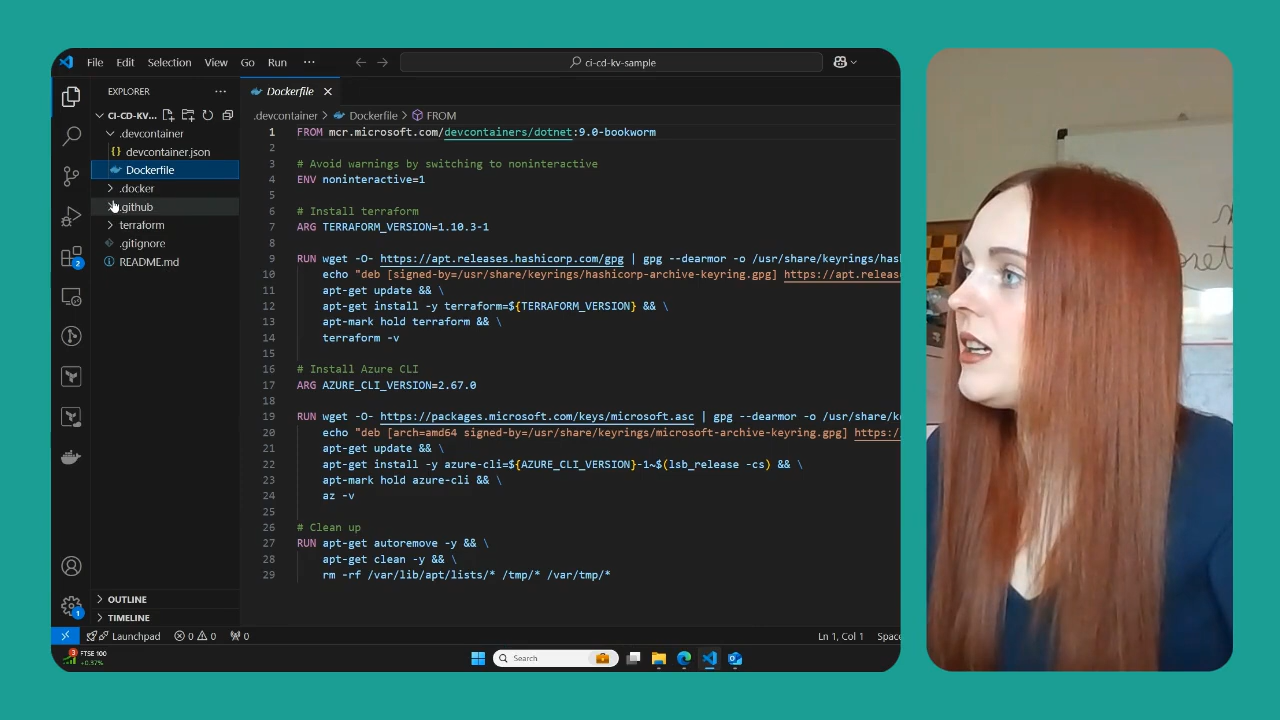 File Edit Selection View Go Run ··· ci-cd-kv-sample
EXPLORER ···
Dockerfile
CI-CD-KV...
.devcontainer
devcontainer.json
Dockerfile
.docker
.github
terraform
.gitignore
README.md
OUTLINE
TIMELINE
.devcontainer > Dockerfile > FROM
1 FROM mcr.microsoft.com/devcontainers/dotnet:9.0-bookworm
2
3 # Avoid warnings by switching to noninteractive
4 ENV noninteractive=1
5
6 # Install terraform
7 ARG TERRAFORM_VERSION=1.10.3-1
8
9 RUN wget -O- https://apt.releases.hashicorp.com/gpg | gpg --dearmor -o /usr/share/keyrings/has
10 echo "deb [signed-by=/usr/share/keyrings/hashicorp-archive-keyring.gpg] https://apt.releas
11 apt-get update && \
12 apt-get install -y terraform=${TERRAFORM_VERSION} && \
13 apt-mark hold terraform && \
14 terraform -v
15
16 # Install Azure CLI
17 ARG AZURE_CLI_VERSION=2.67.0
18
19 RUN wget -O- https://packages.microsoft.com/keys/microsoft.asc | gpg --dearmor -o /usr/share/k
20 echo "deb [arch=amd64 signed-by=/usr/share/keyrings/microsoft-archive-keyring.gpg] https:/
21 apt-get update && \
22 apt-get install -y azure-cli=${AZURE_CLI_VERSION}-1~$(lsb_release -cs) && \
23 apt-mark hold azure-cli && \
24 az -v
25
26 # Clean up
27 RUN apt-get autoremove -y && \
28 apt-get clean -y && \
29 rm -rf /var/lib/apt/lists/* /tmp/* /var/tmp/*
2
1
Launchpad 0 0 0 Ln 1, Col 1 Space
3 FTSE 100
+0.37%
Search